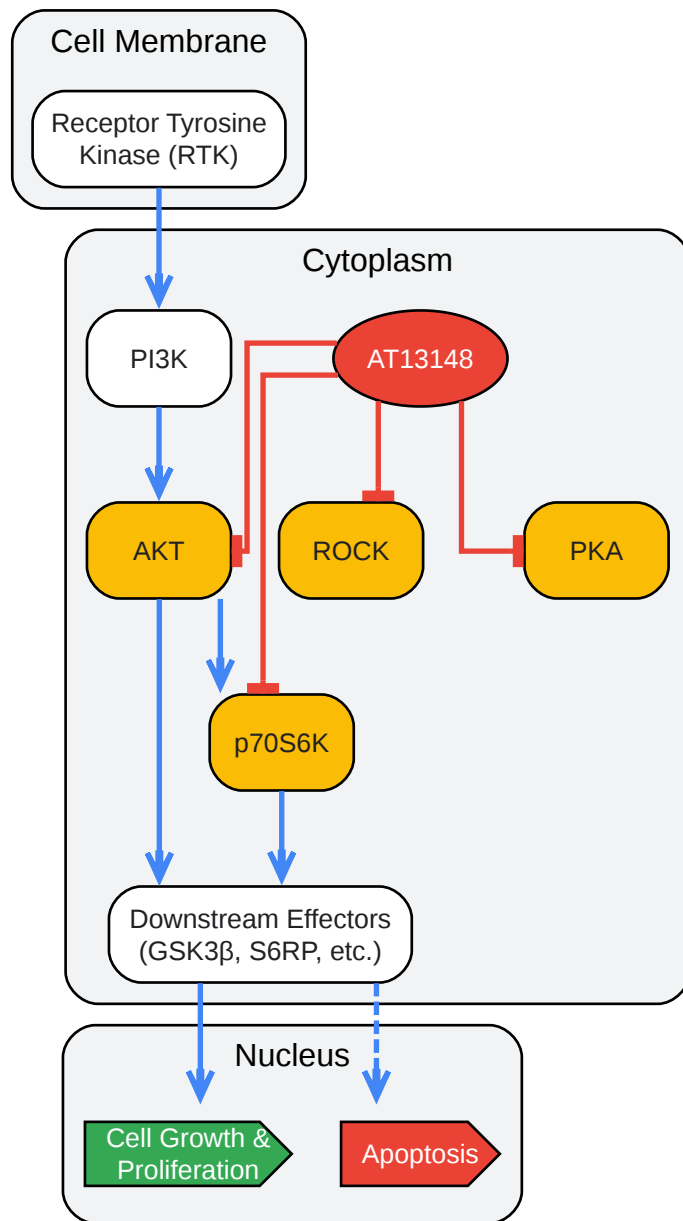 Cell Membrane
Receptor Tyrosine
Kinase (RTK)
Cytoplasm
PI3K
AT13148
AKT
ROCK
PKA
p70S6K
Downstream Effectors
(GSK3β, S6RP, etc.)
Nucleus
Cell Growth &
Proliferation
Apoptosis